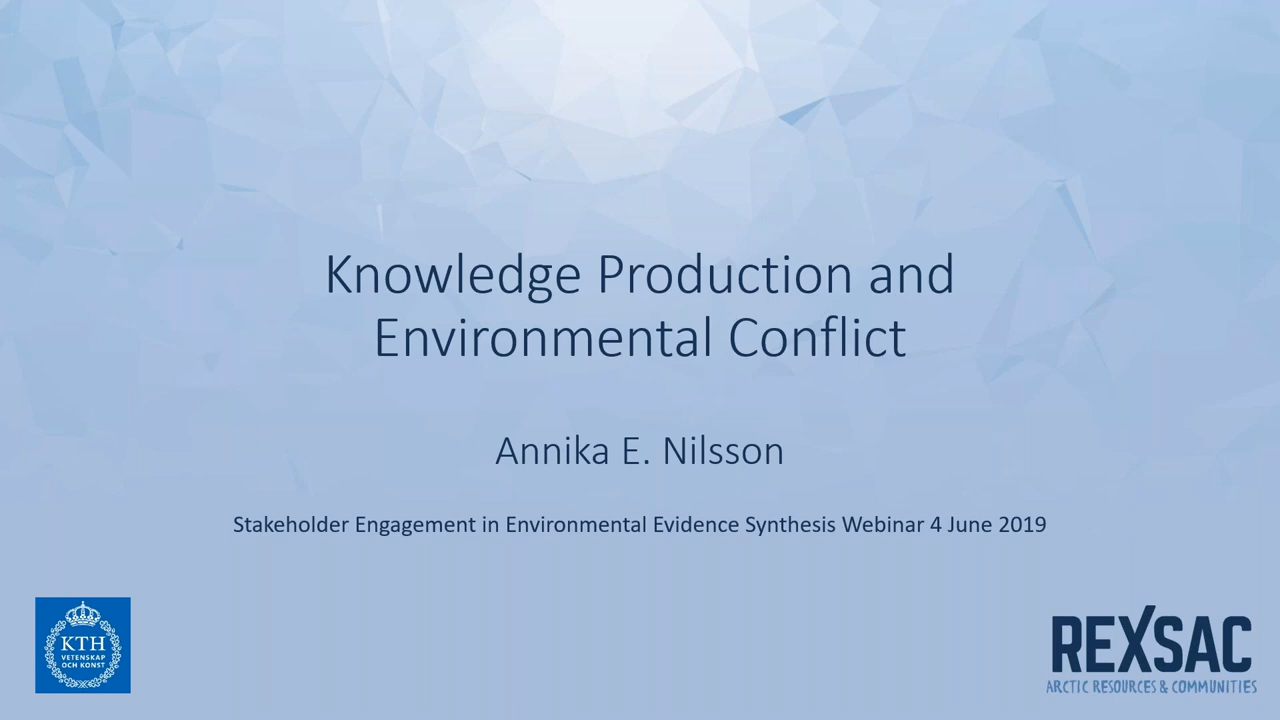 Knowledge Production and
Environmental Conflict
Annika E. Nilsson
Stakeholder Engagement in Environmental Evidence Synthesis Webinar 4 June 2019
KTH
VETENSKAP
OCH KONST
REXSAC
ARCTIC RESOURCES & COMMUNITIES